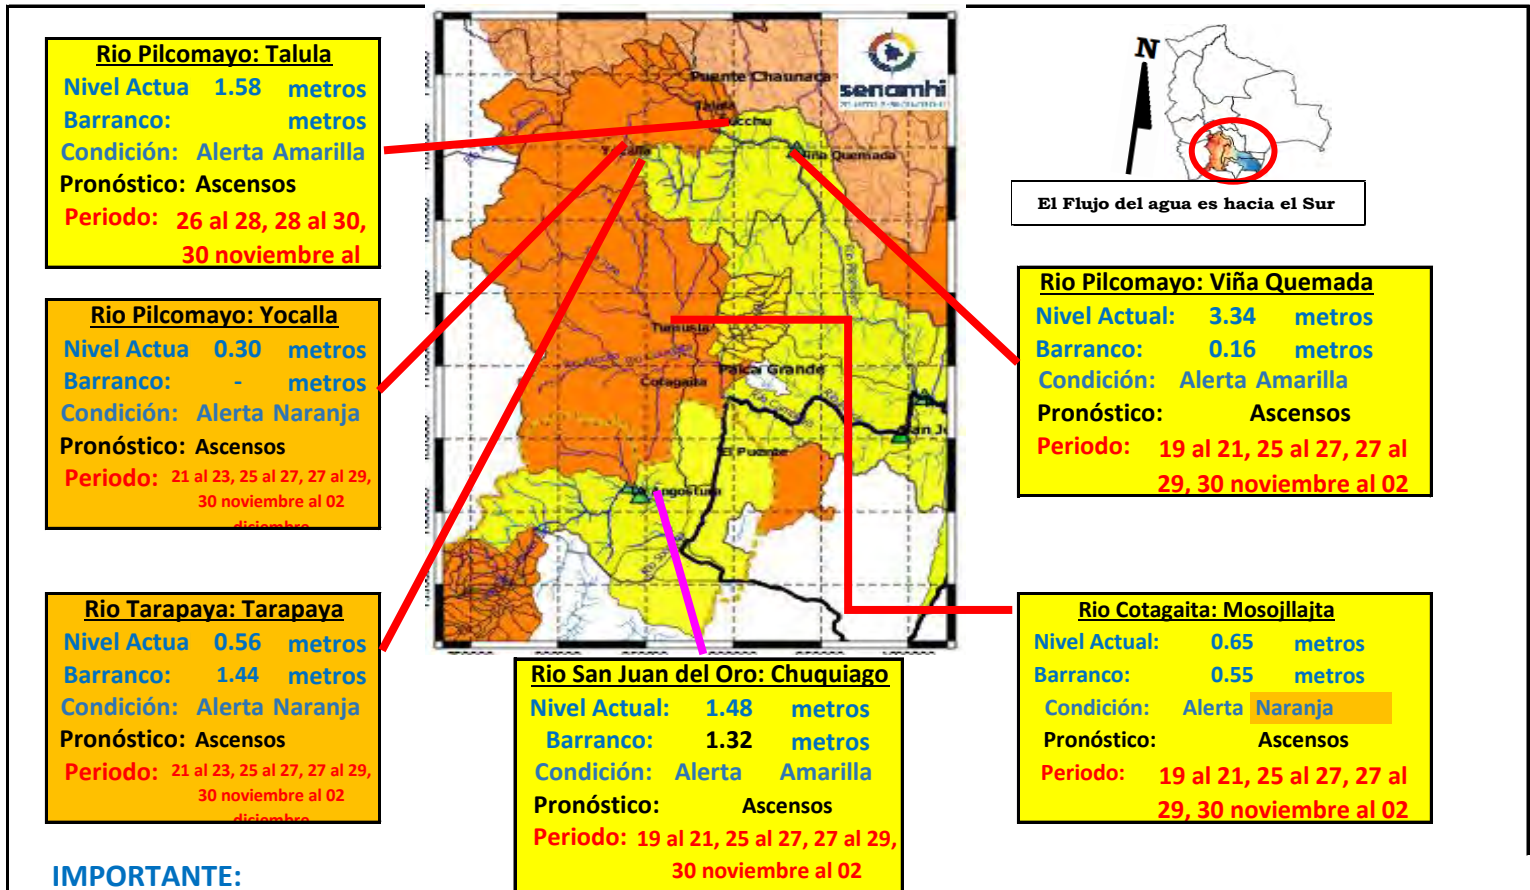 Rio Pilcomayo: Talula
Nivel Actua 1.58 metros
Barranco: metros
Condición: Alerta Amarilla
Pronóstico: Ascensos
Periodo: 26 al 28, 28 al 30,
30 noviembre al
Rio Pilcomayo: Yocalla
Nivel Actua 0.30 metros
Barranco: - metros
Condición: Alerta Naranja
Pronóstico: Ascensos
Periodo: 21 al 23, 25 al 27, 27 al 29,
30 noviembre al 02
diciembre
Rio Tarapaya: Tarapaya
Nivel Actua 0.56 metros
Barranco: 1.44 metros
Condición: Alerta Naranja
Pronóstico: Ascensos
Periodo: 21 al 23, 25 al 27, 27 al 29,
30 noviembre al 02
diciembre
IMPORTANTE:
senamhi
Puente Chaunaca
Talula
Viña Quemada
Tumusla
Cotagaita
Palca Grande
El Puente
Angostura
San J
Rio San Juan del Oro: Chuquiago
Nivel Actual: 1.48 metros
Barranco: 1.32 metros
Condición: Alerta Amarilla
Pronóstico: Ascensos
Periodo: 19 al 21, 25 al 27, 27 al 29,
30 noviembre al 02
N
El Flujo del agua es hacia el Sur
Rio Pilcomayo: Viña Quemada
Nivel Actual: 3.34 metros
Barranco: 0.16 metros
Condición: Alerta Amarilla
Pronóstico: Ascensos
Periodo: 19 al 21, 25 al 27, 27 al
29, 30 noviembre al 02
Rio Cotagaita: Mosojllajta
Nivel Actual: 0.65 metros
Barranco: 0.55 metros
Condición: Alerta Naranja
Pronóstico: Ascensos
Periodo: 19 al 21, 25 al 27, 27 al
29, 30 noviembre al 02